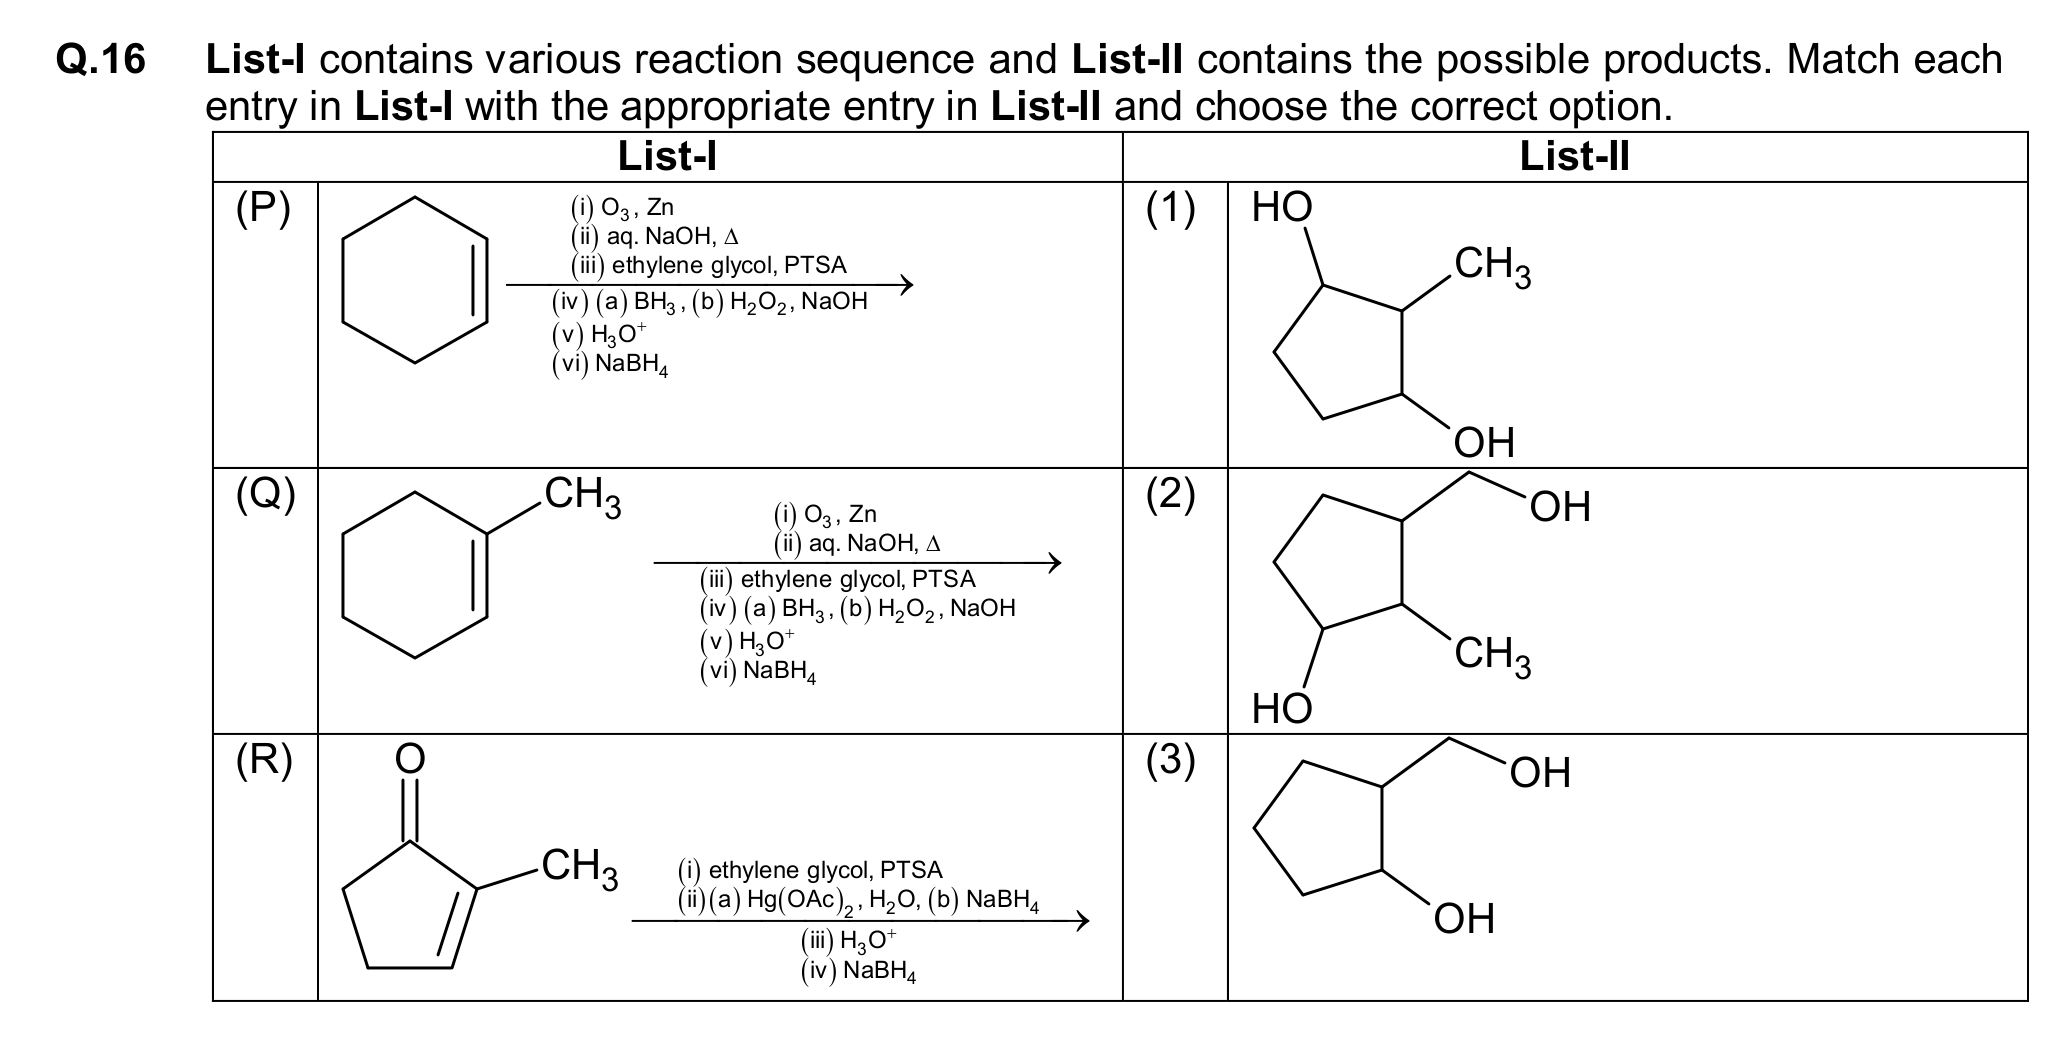 Q.16 List-I contains various reaction sequence and List-II contains the possible products. Match each
entry in List-I with the appropriate entry in List-II and choose the correct option.
List-I List-II
(P)
(i) O₃, Zn
(ii) aq. NaOH, Δ
(iii) ethylene glycol, PTSA
(iv) (a) BH₃, (b) H₂O₂, NaOH
(v) H₃O⁺
(vi) NaBH₄
(1)
HO
CH₃
OH
(Q)
CH₃
(i) O₃, Zn
(ii) aq. NaOH, Δ
(iii) ethylene glycol, PTSA
(iv) (a) BH₃, (b) H₂O₂, NaOH
(v) H₃O⁺
(vi) NaBH₄
(2)
OH
CH₃
HO
(R)
O
CH₃
(i) ethylene glycol, PTSA
(ii)(a) Hg(OAc)₂, H₂O, (b) NaBH₄
(iii) H₃O⁺
(iv) NaBH₄
(3)
OH
OH